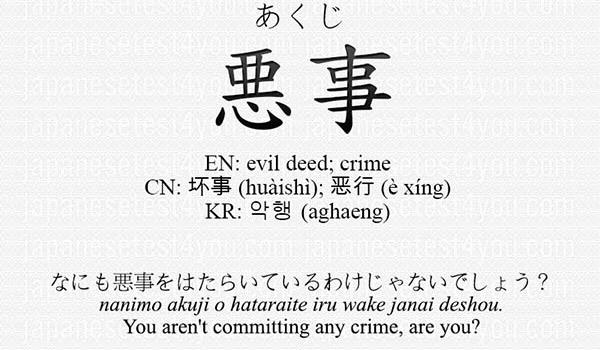 あくじ
悪事
EN: evil deed; crime
CN: 坏事 (huàishì); 恶行 (è xíng)
KR: 악행 (aghaeng)
なにも悪事をはたらいているわけじゃないでしょう？
nanimo akuji o hataraite iru wake janai deshou.
You aren't committing any crime, are you?